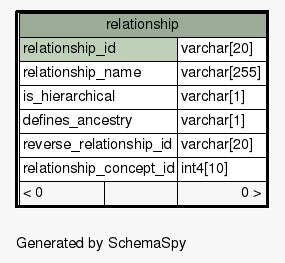 relationship
relationship_id varchar[20]
relationship_name varchar[255]
is_hierarchical varchar[1]
defines_ancestry varchar[1]
reverse_relationship_id varchar[20]
relationship_concept_id int4[10]
< 0 0 >
Generated by SchemaSpy